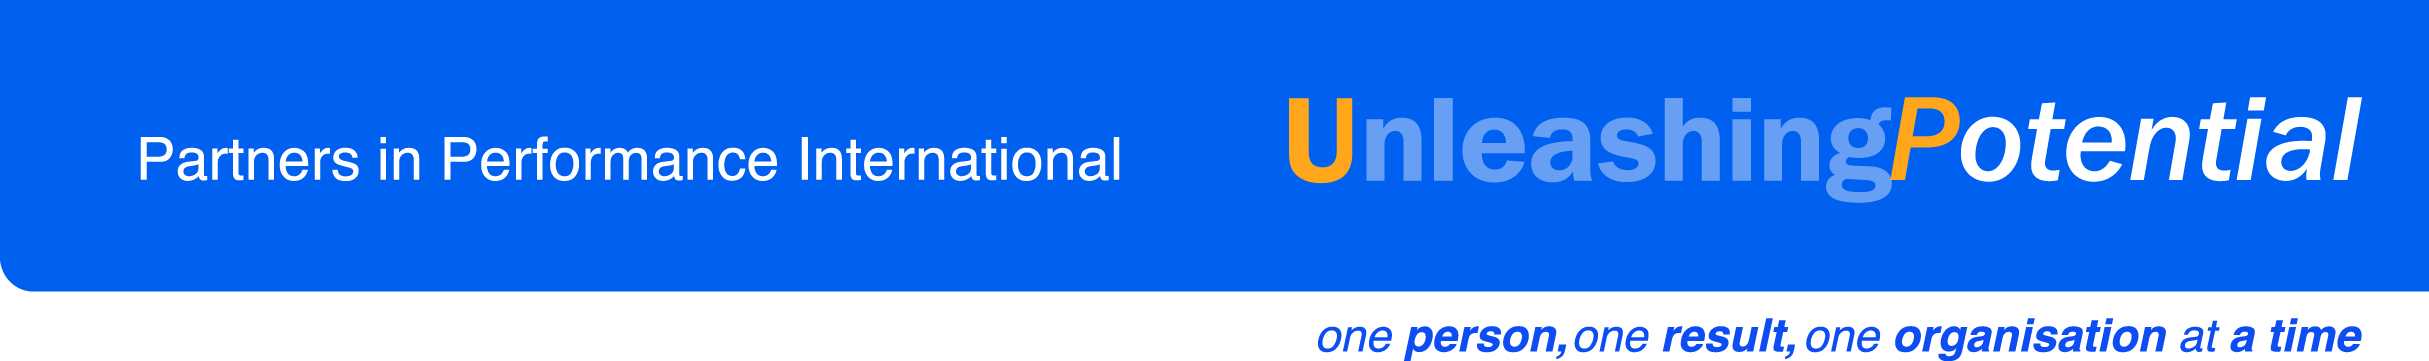 Partners in Performance International
UnleashingPotential
one person, one result, one organisation at a time